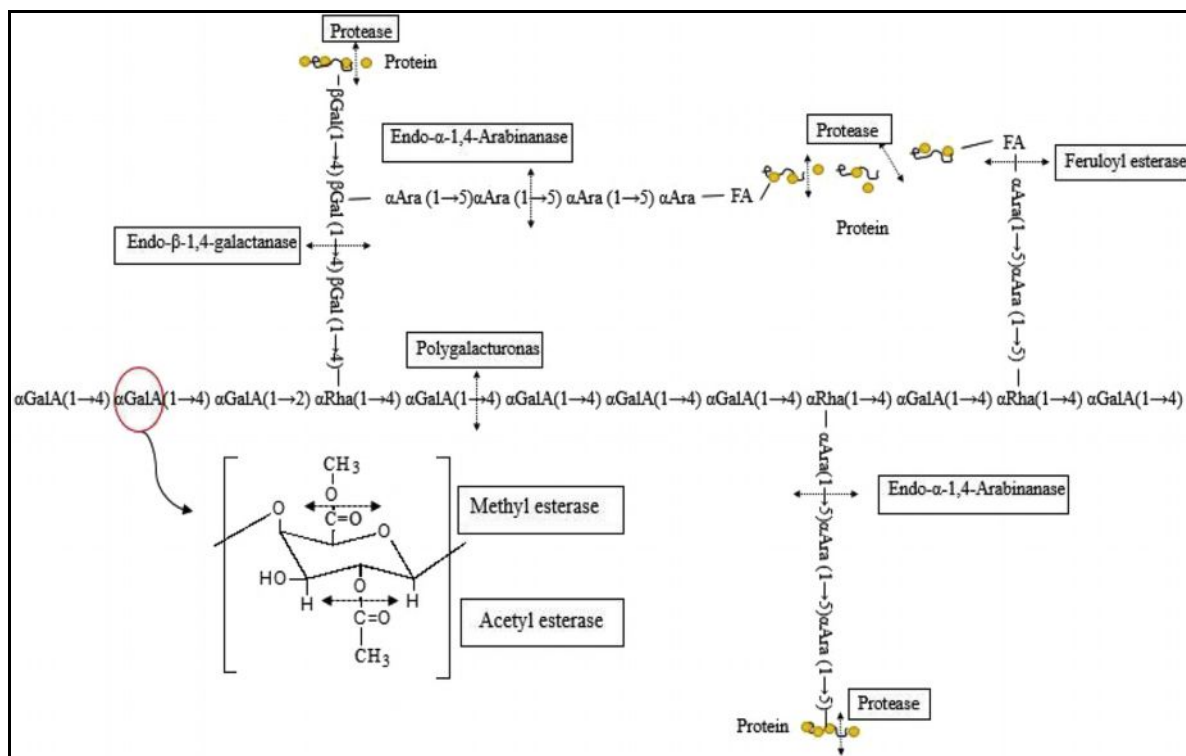 Protease
Protein
βGal(1→4) βGal (1→4) βGal (1→4)
Endo-α-1,4-Arabinanase
αAra (1→5)αAra (1→5) αAra (1→5) αAra
FA
Protease
Protein
FA
Feruloyl esterase
αAra(1→5)αAra (1→5)
Endo-β-1,4-galactanase
Polygalacturonas
αGalA(1→4) αGalA(1→4) αGalA(1→2) αRha(1→4) αGalA(1→4) αGalA(1→4) αGalA(1→4) αGalA(1→4) αRha(1→4) αGalA(1→4) αRha(1→4) αGalA(1→4)
CH₃
O
C=O
O
O
HO
H
O
H
C=O
CH₃
Methyl esterase
Acetyl esterase
αAra(1→5)αAra (1→5)αAra (1→5)
Endo-α-1,4-Arabinanase
Protein
Protease